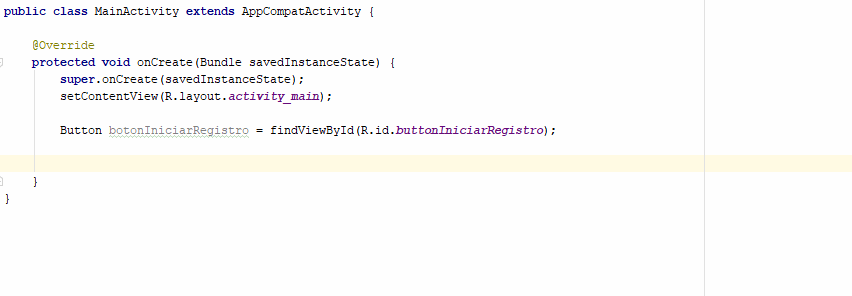 public class MainActivity extends AppCompatActivity {
@Override
protected void onCreate(Bundle savedInstanceState) {
super.onCreate(savedInstanceState);
setContentView(R.layout.activity_main);
Button botonIniciarRegistro = findViewById(R.id.buttonIniciarRegistro);
}
}